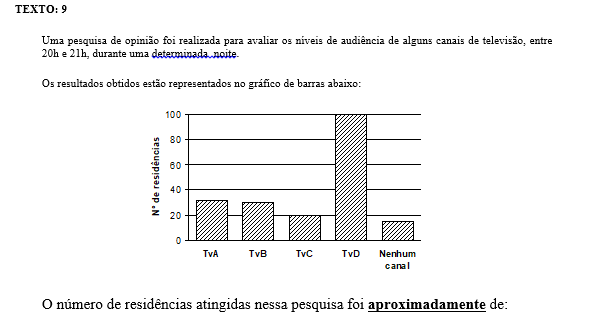 TEXTO: 9
Uma pesquisa de opinião foi realizada para avaliar os níveis de audiência de alguns canais de televisão, entre
20h e 21h, durante uma determinada noite.
Os resultados obtidos estão representados no gráfico de barras abaixo:
100
80
60
40
20
0
N° de residências
TvA TvB TvC TvD Nenhum
canal
O número de residências atingidas nessa pesquisa foi aproximadamente de: